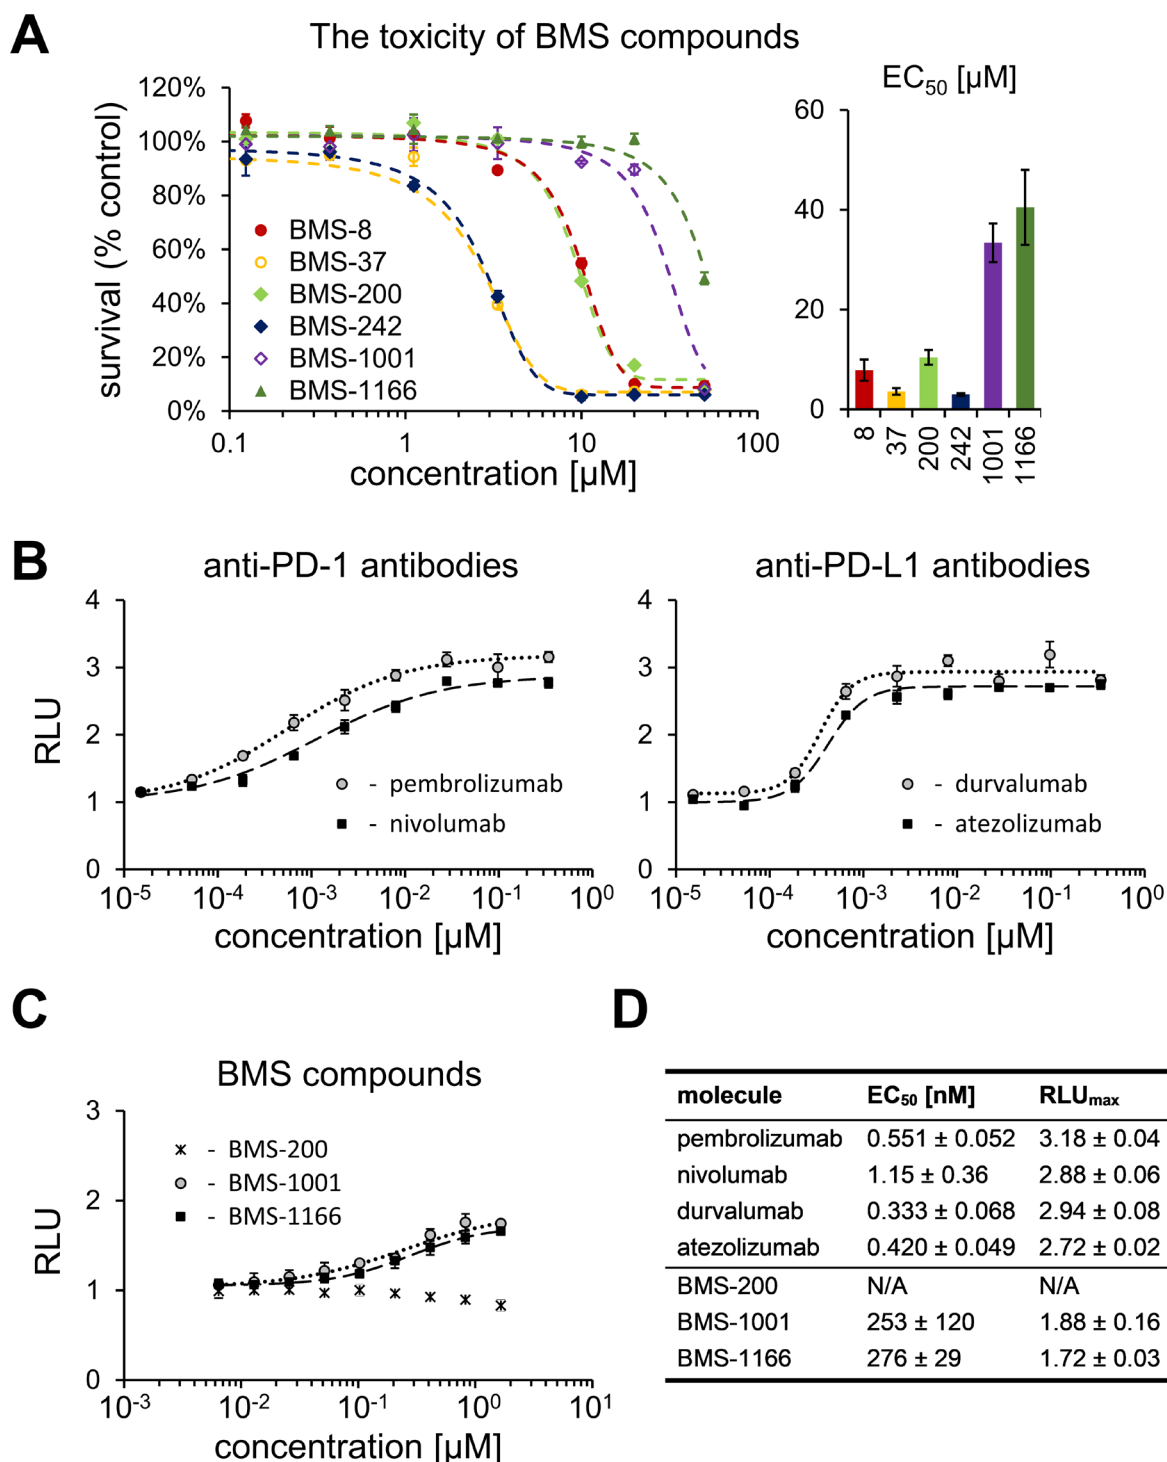 A
The toxicity of BMS compounds
survival (% control)
120%
100%
80%
60%
40%
20%
0%
BMS-8
BMS-37
BMS-200
BMS-242
BMS-1001
BMS-1166
0.1
1
10
100
concentration [µM]
EC₅₀ [µM]
60
40
20
0
8
37
200
242
1001
1166
B
anti-PD-1 antibodies
RLU
4
3
2
1
0
- pembrolizumab
- nivolumab
10⁻⁵
10⁻⁴
10⁻³
10⁻²
10⁻¹
10⁰
concentration [µM]
anti-PD-L1 antibodies
4
3
2
1
0
- durvalumab
- atezolizumab
10⁻⁵
10⁻⁴
10⁻³
10⁻²
10⁻¹
10⁰
concentration [µM]
C
BMS compounds
RLU
3
2
1
0
- BMS-200
- BMS-1001
- BMS-1166
10⁻³
10⁻²
10⁻¹
10⁰
10¹
concentration [µM]
D
molecule EC₅₀ [nM] RLUmax
pembrolizumab 0.551 ± 0.052 3.18 ± 0.04
nivolumab 1.15 ± 0.36 2.88 ± 0.06
durvalumab 0.333 ± 0.068 2.94 ± 0.08
atezolizumab 0.420 ± 0.049 2.72 ± 0.02
BMS-200 N/A N/A
BMS-1001 253 ± 120 1.88 ± 0.16
BMS-1166 276 ± 29 1.72 ± 0.03